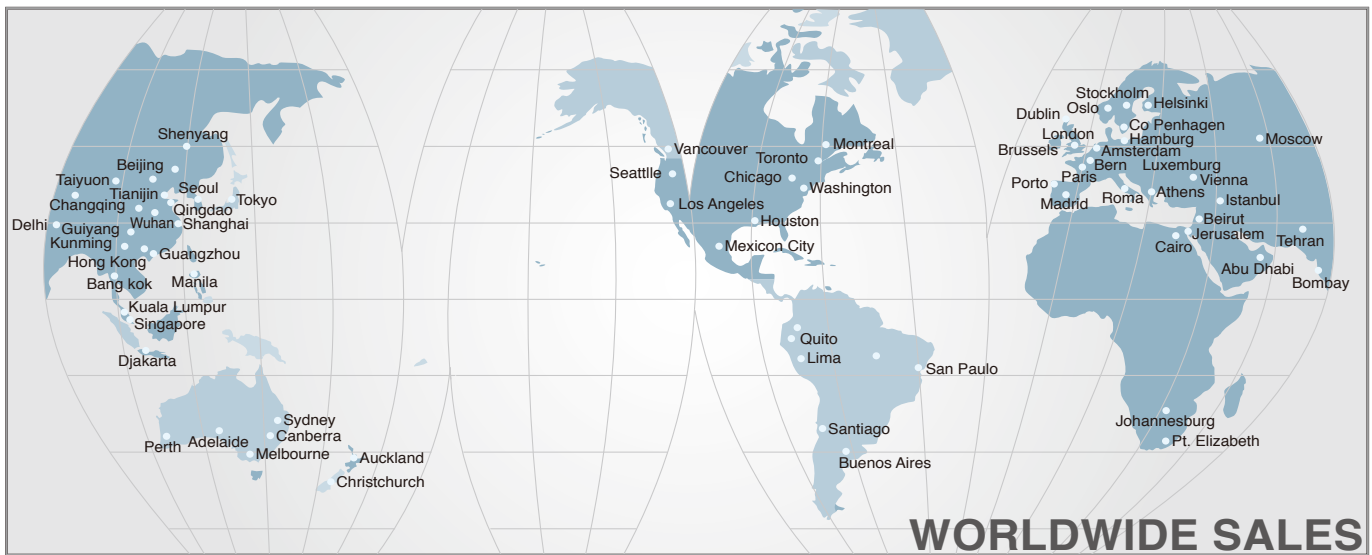 Shenyang
Beijing
Taiyuon
Tianijin
Seoul
Changqing
Qingdao
Tokyo
Delhi
Guiyang
Wuhan
Shanghai
Kunming
Hong Kong
Guangzhou
Bang kok
Manila
Kuala Lumpur
Singapore
Djakarta
Sydney
Perth
Adelaide
Canberra
Melbourne
Auckland
Christchurch
Vancouver
Seattlle
Los Angeles
Montreal
Toronto
Chicago
Washington
Houston
Mexicon City
Quito
Lima
San Paulo
Santiago
Buenos Aires
Stockholm
Oslo
Helsinki
Dublin
London
Co Penhagen
Hamburg
Moscow
Brussels
Amsterdam
Bern
Luxemburg
Paris
Vienna
Porto
Madrid
Roma
Athens
Istanbul
Beirut
Jerusalem
Cairo
Tehran
Abu Dhabi
Bombay
Johannesburg
Pt. Elizabeth
WORLDWIDE SALES